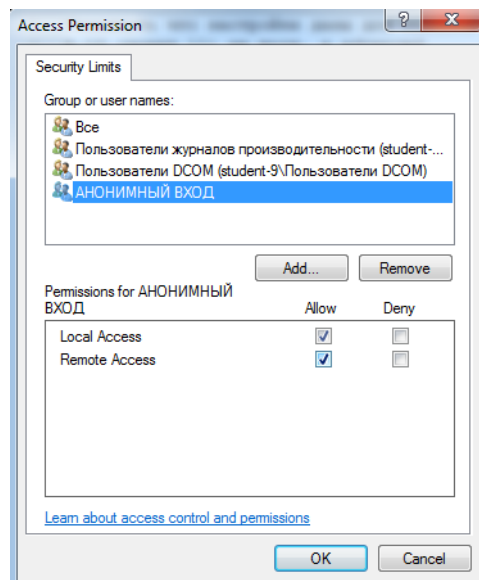 Access Permission
Security Limits
Group or user names:
Все
Пользователи журналов производительности (student-...
Пользователи DCOM (student-9\Пользователи DCOM)
АНОНИМНЫЙ ВХОД
Add...
Remove
Permissions for АНОНИМНЫЙ
ВХОД
Allow
Deny
Local Access
Remote Access
Learn about access control and permissions
OK
Cancel